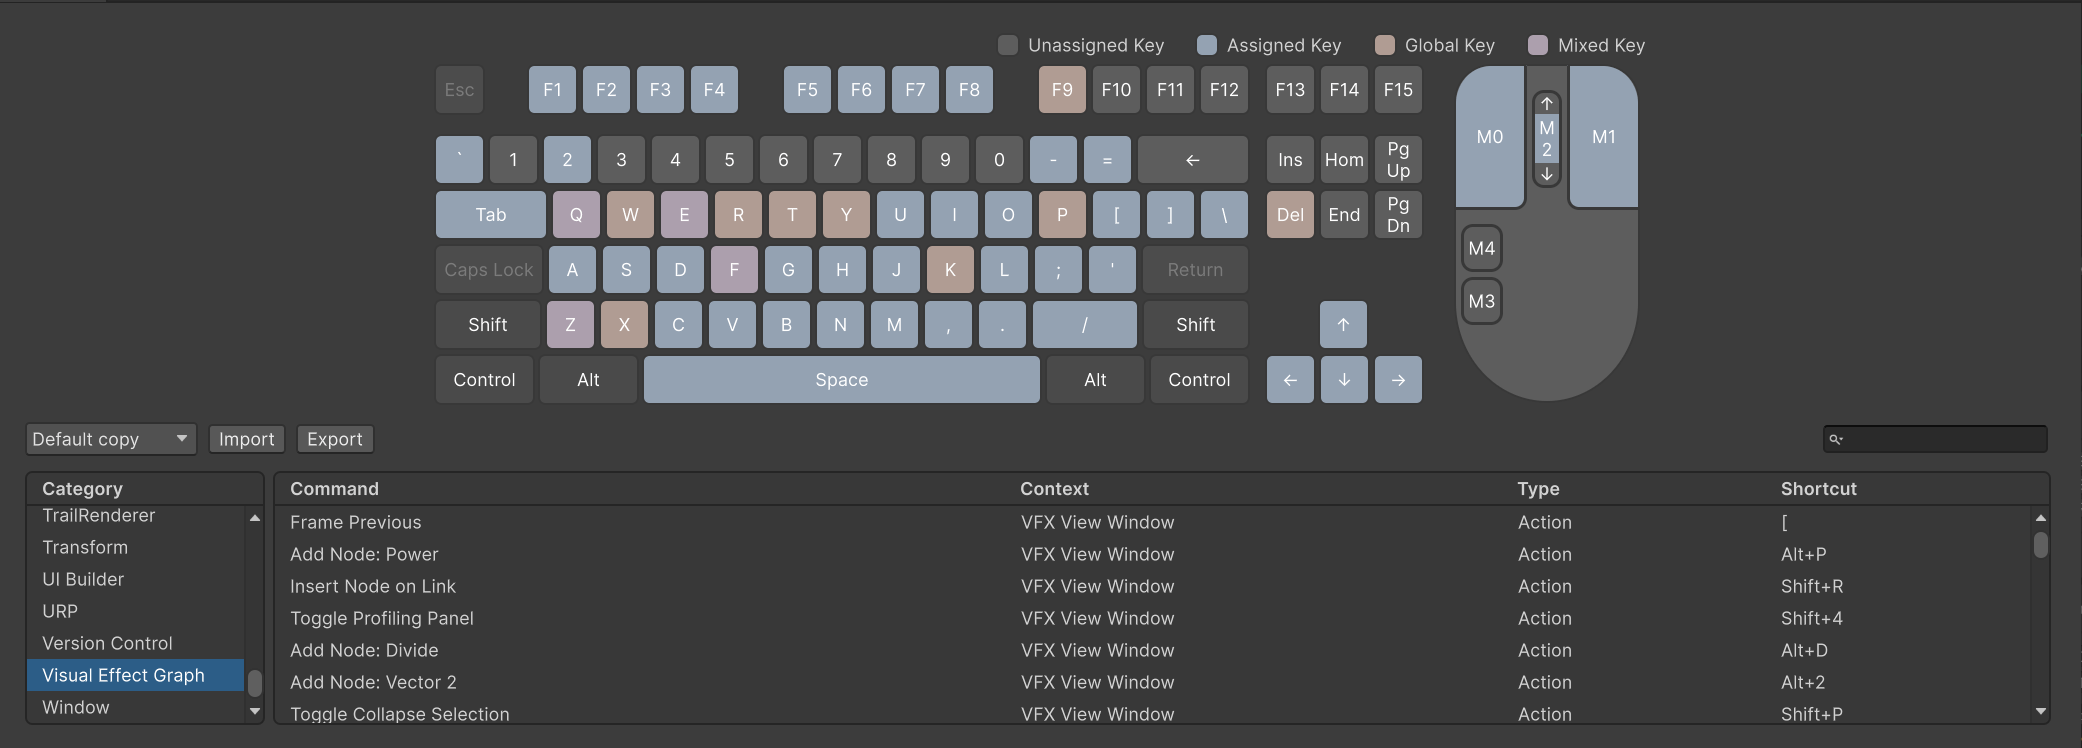 Unassigned Key Assigned Key Global Key Mixed Key
Esc F1 F2 F3 F4 F5 F6 F7 F8 F9 F10 F11 F12 F13 F14 F15
` 1 2 3 4 5 6 7 8 9 0 - = ← Ins Hom Pg Up
Tab Q W E R T Y U I O P [ ] \ Del End Pg Dn
Caps Lock A S D F G H J K L ; ' Return
Shift Z X C V B N M , . / Shift ↑
Control Alt Space Alt Control ← ↓ →
M0 ↑ M 2 ↓ M1
M4
M3
Default copy Import Export
Category Command Context Type Shortcut
TrailRenderer
Transform
UI Builder
URP
Version Control
Visual Effect Graph
Window
Frame Previous VFX View Window Action [
Add Node: Power VFX View Window Action Alt+P
Insert Node on Link VFX View Window Action Shift+R
Toggle Profiling Panel VFX View Window Action Shift+4
Add Node: Divide VFX View Window Action Alt+D
Add Node: Vector 2 VFX View Window Action Alt+2
Toggle Collapse Selection VFX View Window Action Shift+P